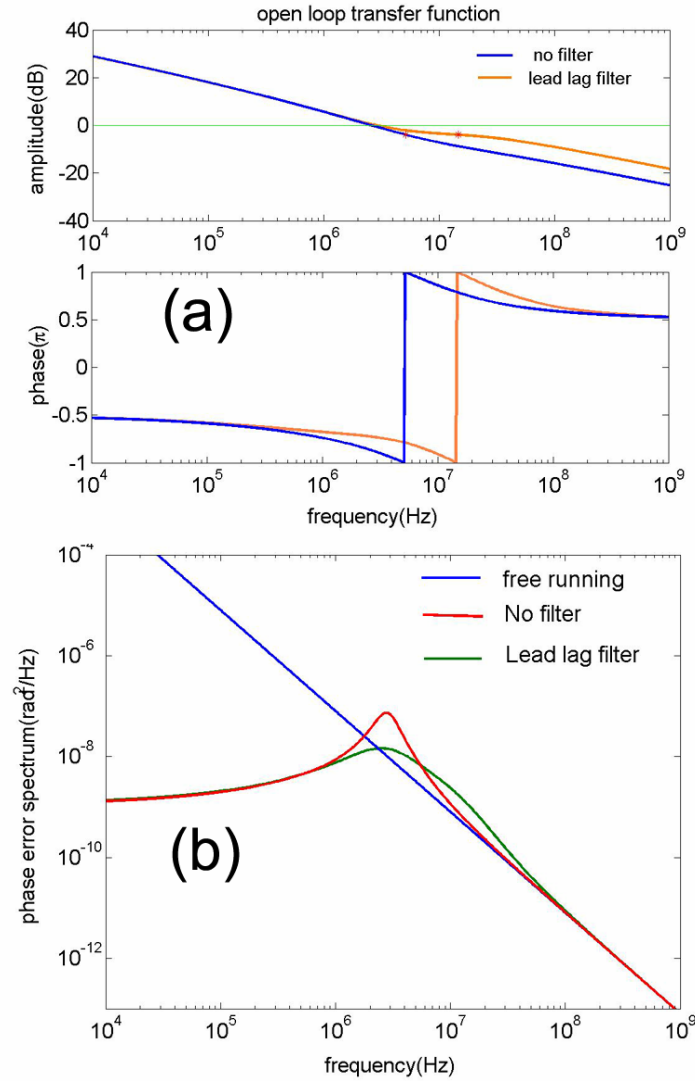 open loop transfer function
amplitude(dB)
40
20
0
-20
-40
no filter
lead lag filter
10^4 10^5 10^6 10^7 10^8 10^9
phase(π)
1
0.5
0
-0.5
-1
(a)
10^4 10^5 10^6 10^7 10^8 10^9
frequency(Hz)
phase error spectrum(rad^2/Hz)
10^-4
10^-6
10^-8
10^-10
10^-12
free running
No filter
Lead lag filter
(b)
10^4 10^5 10^6 10^7 10^8 10^9
frequency(Hz)